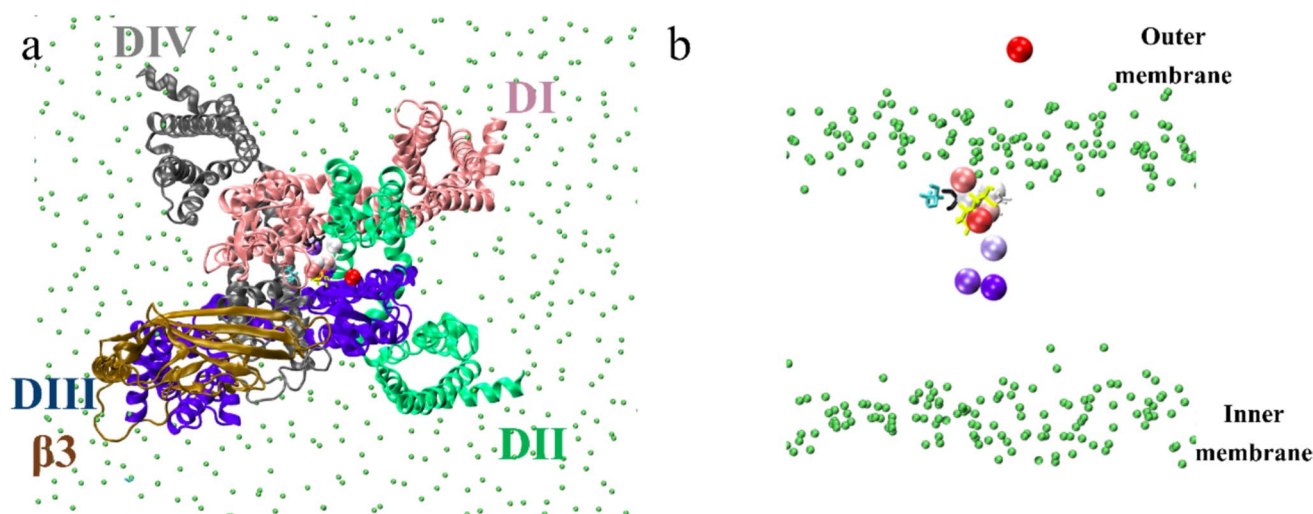 a
DIV
DI
DIII
β3
DII
b
Outer
membrane
Inner
membrane